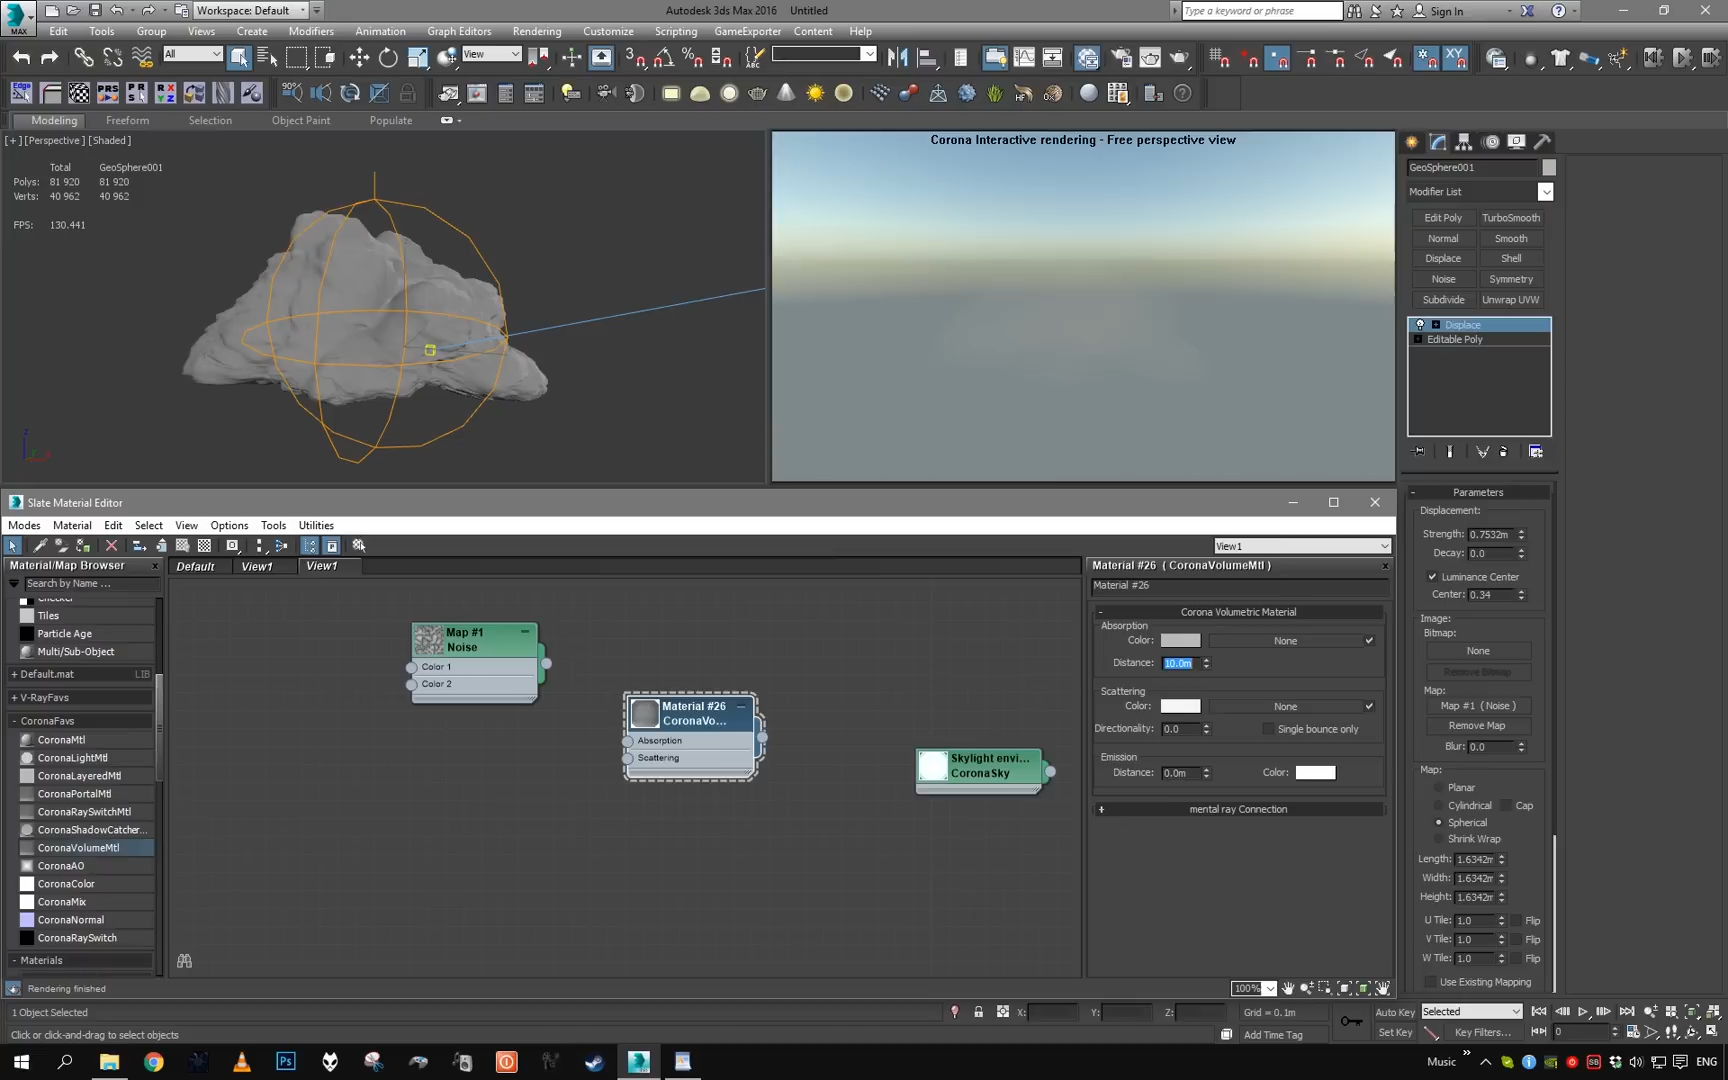 MAX
Workspace: Default
Autodesk 3ds Max 2016
Untitled
Type a keyword or phrase
Sign In
Edit
Tools
Group
Views
Create
Modifiers
Animation
Graph Editors
Rendering
Customize
Scripting
GameExporter
Content
Help
All
View
Modeling
Freeform
Selection
Object Paint
Populate
[+] [Perspective] [Shaded]
Total
GeoSphere001
Polys:
81 920
81 920
Verts:
40 962
40 962
FPS:
130.441
Corona Interactive rendering - Free perspective view
GeoSphere001
Modifier List
Edit Poly
TurboSmooth
Normal
Smooth
Displace
Shell
Noise
Symmetry
Subdivide
Unwrap UVW
Displace
Editable Poly
Slate Material Editor
Modes
Material
Edit
Select
View
Options
Tools
Utilities
View1
Material/Map Browser
Search by Name ...
Checker
Tiles
Particle Age
Multi/Sub-Object
+ Default.mat
LIB
+ V-RayFavs
- CoronaFavs
CoronaMtl
CoronaLightMtl
CoronaLayeredMtl
CoronaPortalMtl
CoronaRaySwitchMtl
CoronaShadowCatcher...
CoronaVolumeMtl
CoronaAO
CoronaColor
CoronaMix
CoronaNormal
CoronaRaySwitch
- Materials
Default
View1
View1
Map #1
Noise
Color 1
Color 2
Material #26
CoronaVo...
Absorption
Scattering
Skylight envi...
CoronaSky
Material #26 ( CoronaVolumeMtl )
Material #26
Corona Volumetric Material
Absorption
Color:
None
Distance:
10.0m
Scattering
Color:
None
Directionality:
0.0
Single bounce only
Emission
Distance:
0.0m
Color:
mental ray Connection
Parameters
Displacement:
Strength:
0.7532m
Decay:
0.0
Luminance Center
Center:
0.34
Image:
Bitmap:
None
Remove Bitmap
Map:
Map #1 ( Noise )
Remove Map
Blur:
0.0
Map:
Planar
Cylindrical
Cap
Spherical
Shrink Wrap
Length:
1.6342m
Width:
1.6342m
Height:
1.6342m
U Tile:
1.0
Flip
V Tile:
1.0
Flip
W Tile:
1.0
Flip
Use Existing Mapping
Rendering finished
100%
1 Object Selected
X:
Y:
Z:
Grid = 0.1m
Auto Key
Selected
Click or click-and-drag to select objects
Add Time Tag
Set Key
Key Filters...
0
Music
ENG